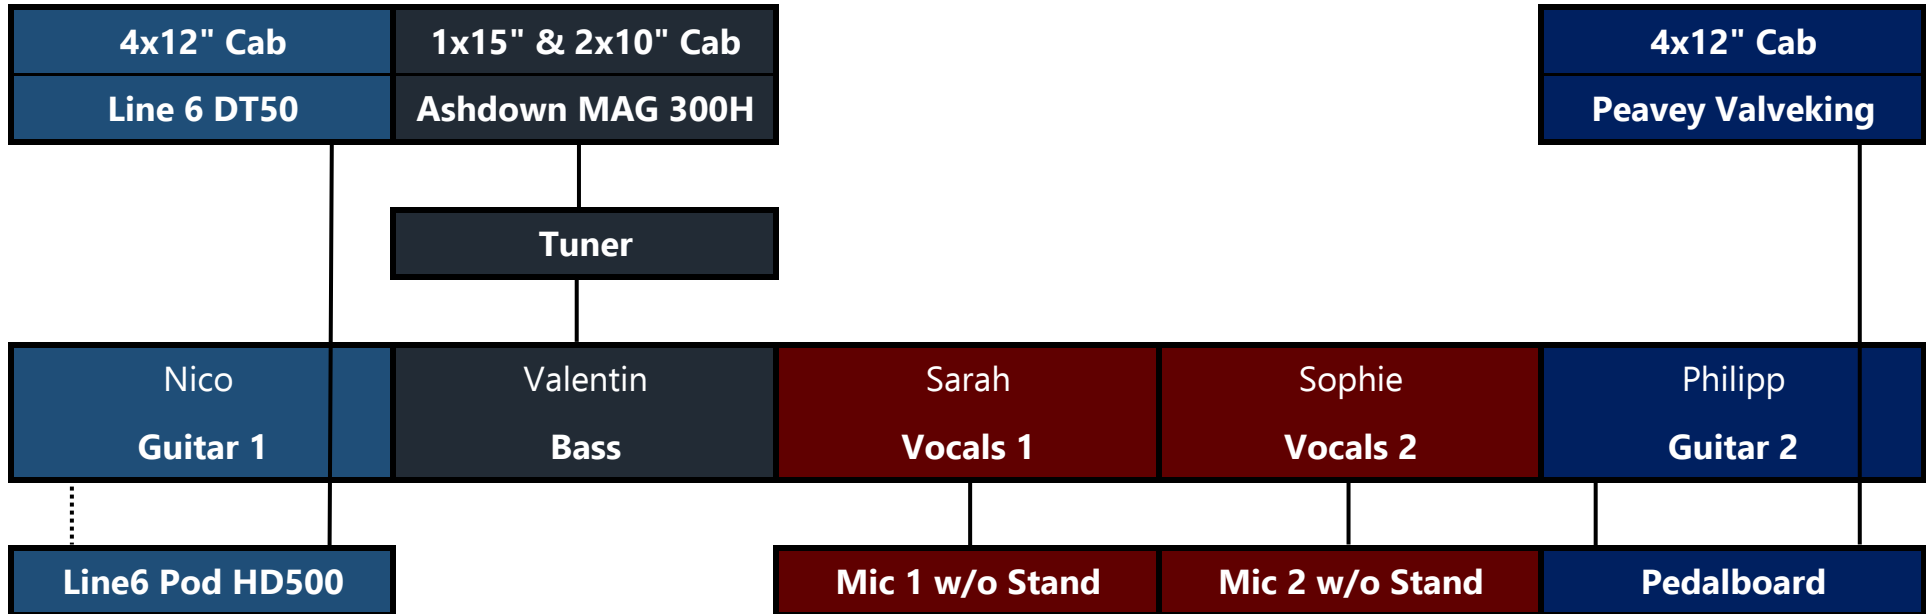 4x12" Cab
1x15" & 2x10" Cab
4x12" Cab
Line 6 DT50
Ashdown MAG 300H
Peavey Valveking
Tuner
Nico
Valentin
Sarah
Sophie
Philipp
Guitar 1
Bass
Vocals 1
Vocals 2
Guitar 2
Line6 Pod HD500
Mic 1 w/o Stand
Mic 2 w/o Stand
Pedalboard